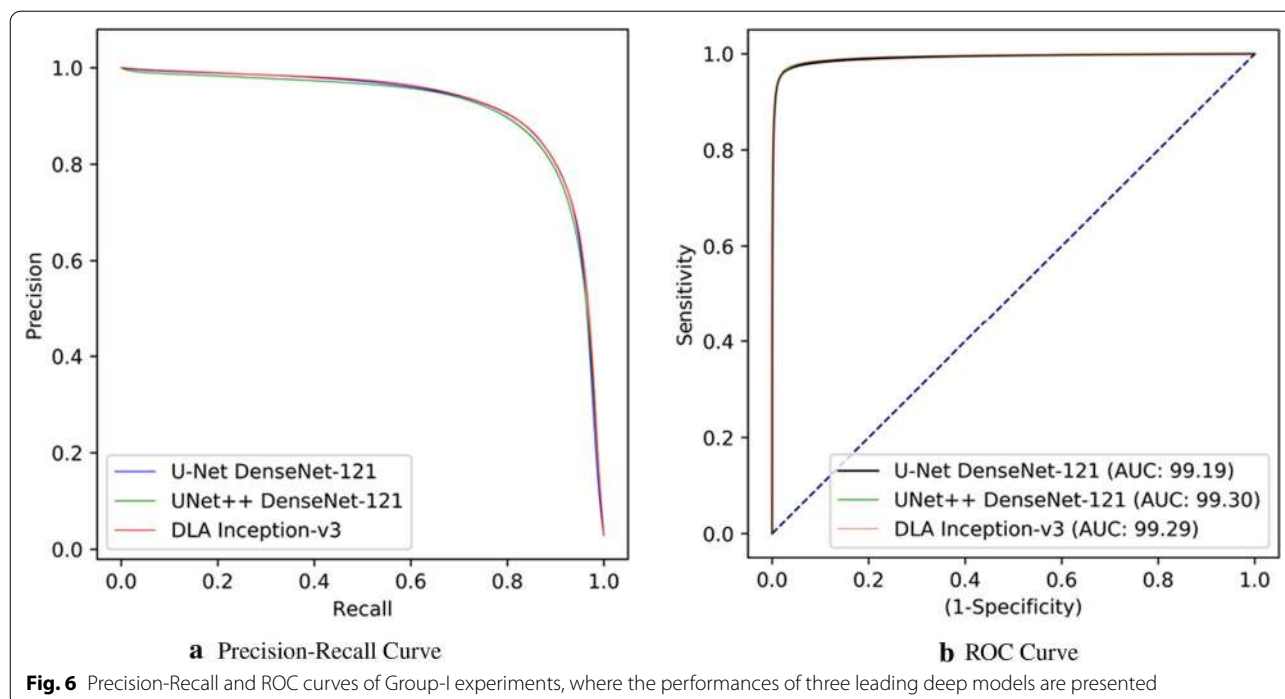 1.0
0.8
0.6
0.4
0.2
0.0
Precision
U-Net DenseNet-121
UNet++ DenseNet-121
DLA Inception-v3
0.0 0.2 0.4 0.6 0.8 1.0
Recall
a Precision-Recall Curve
1.0
0.8
0.6
0.4
0.2
0.0
Sensitivity
U-Net DenseNet-121 (AUC: 99.19)
UNet++ DenseNet-121 (AUC: 99.30)
DLA Inception-v3 (AUC: 99.29)
0.0 0.2 0.4 0.6 0.8 1.0
(1-Specificity)
b ROC Curve
Fig. 6 Precision-Recall and ROC curves of Group-I experiments, where the performances of three leading deep models are presented